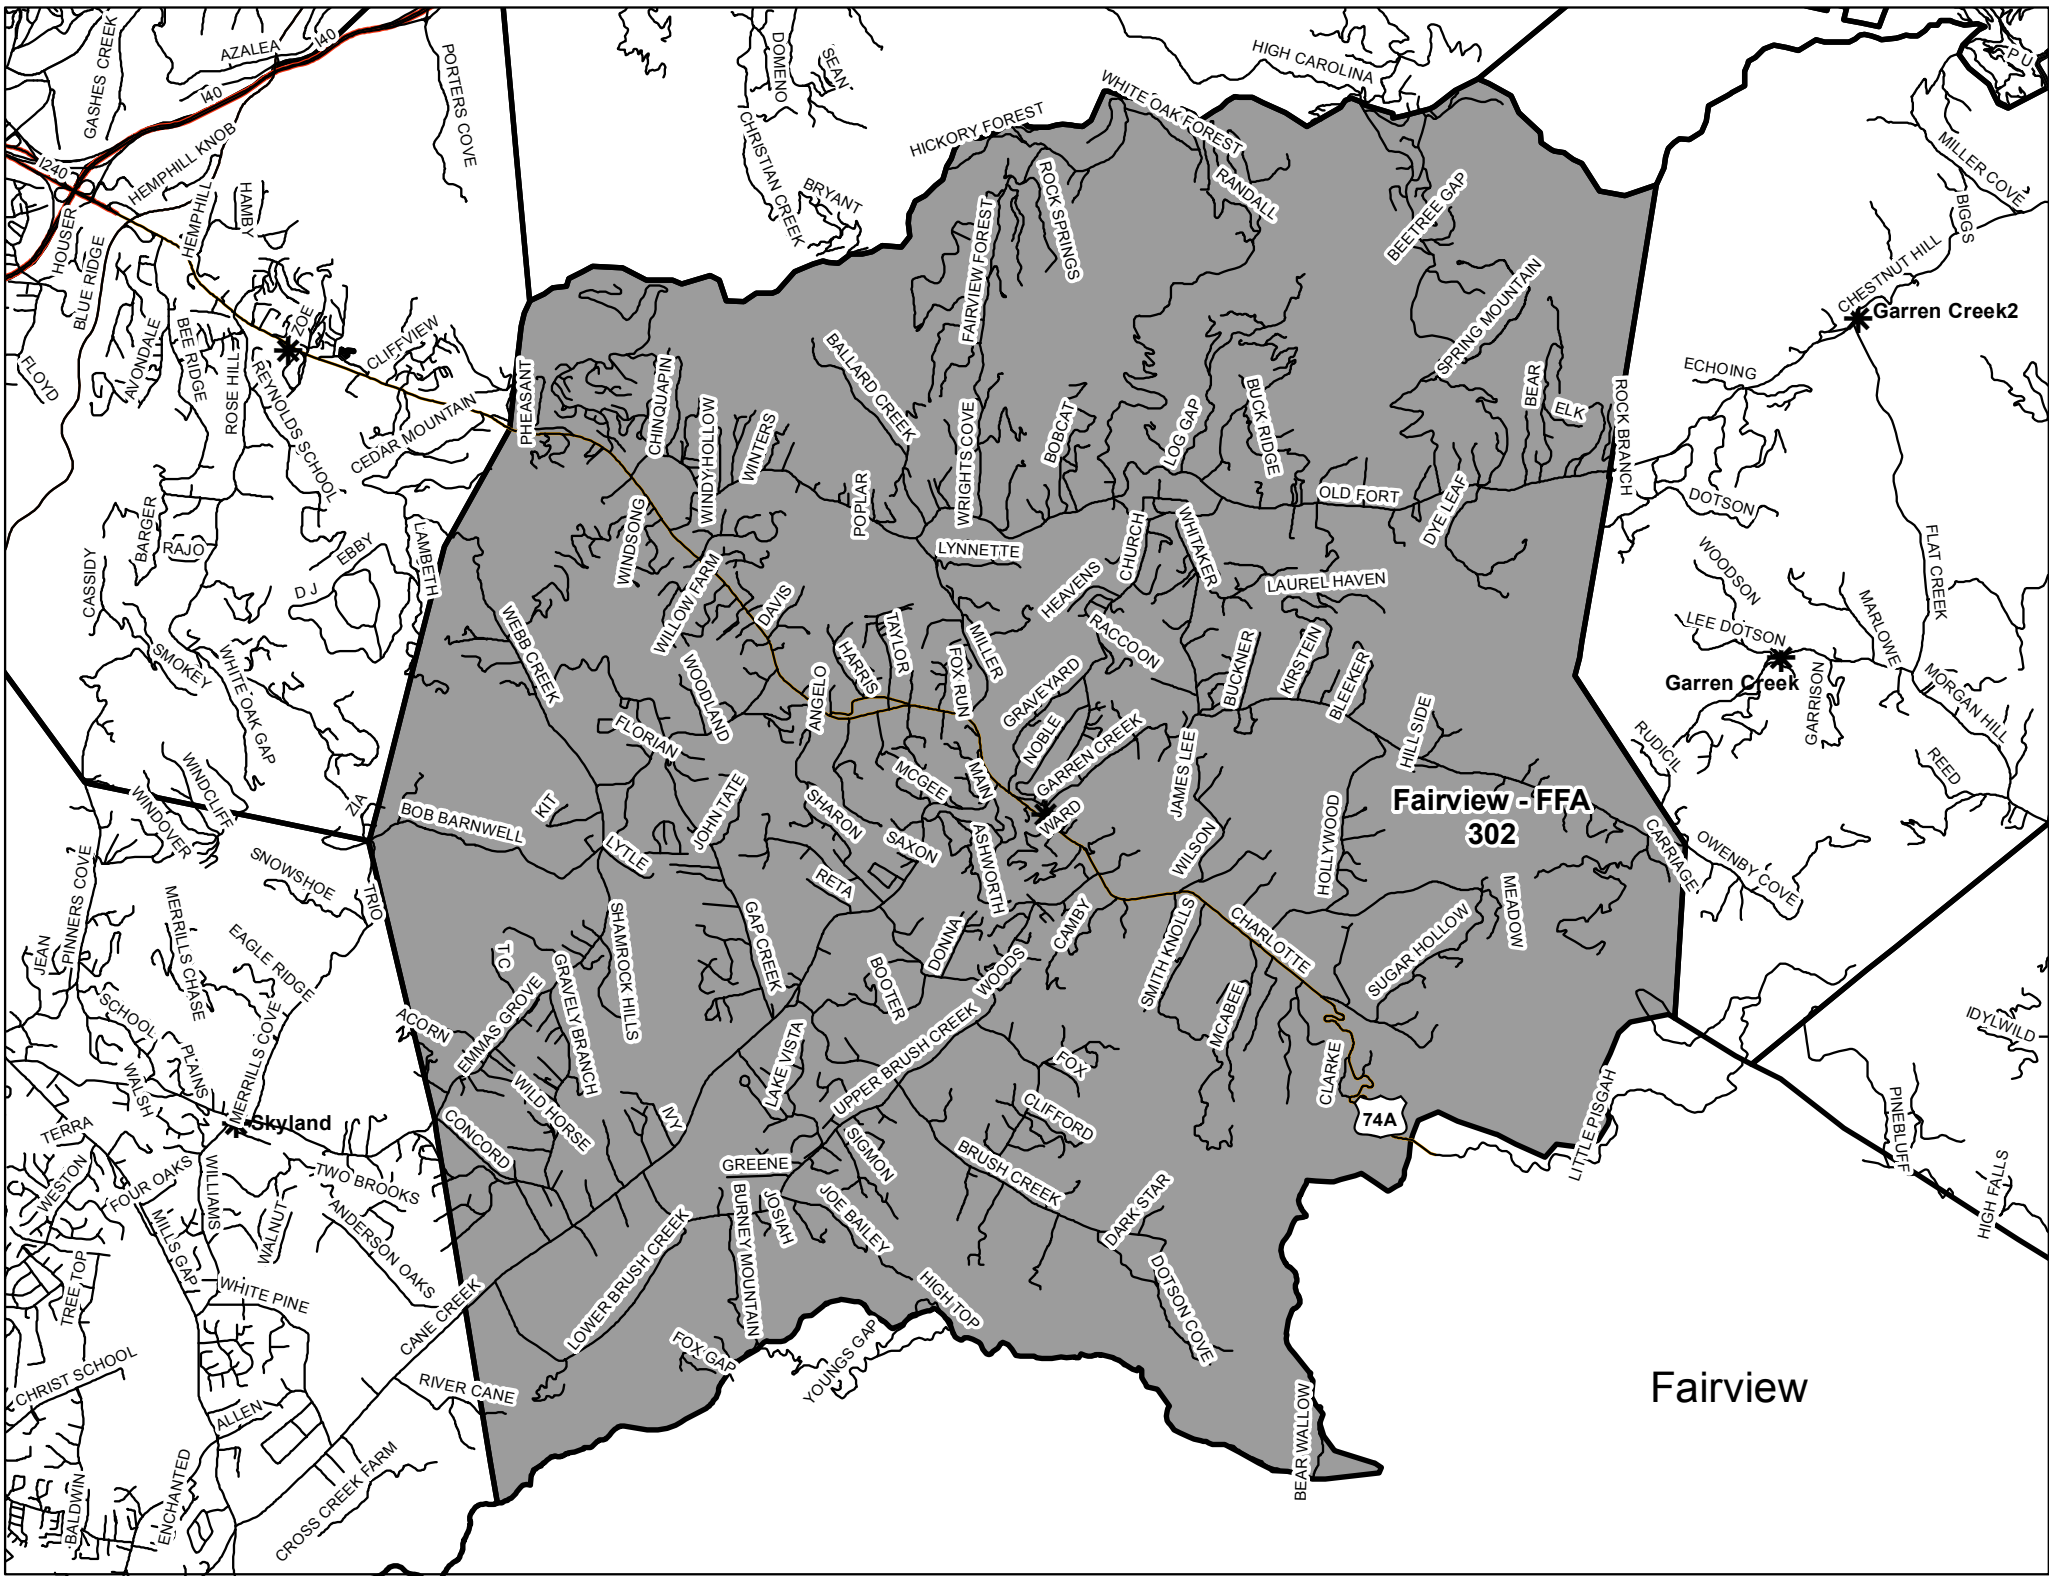 GASHES CREEK
AZALEA
I40
I40
PORTERS COVE
DOMENO
SEAN
HIGH CAROLINA
P U
I240
HEMPHILL KNOB
CHRISTIAN CREEK
BRYANT
HICKORY FOREST
WHITE OAK FOREST
RANDALL
ROCK SPRINGS
FAIRVIEW FOREST
BEETREE GAP
MILLER COVE
BIGGS
CHESTNUT HILL
Garren Creek2
HOUSER
BLUE RIDGE
HEMPHILL
HAMBY
ZOE
CLIFFVIEW
FLOYD
AVONDALE
BEE RIDGE
ROSE HILL
REYNOLDS SCHOOL
CEDAR MOUNTAIN
PHEASANT
CHINQUAPIN
WINDY HOLLOW
WINTERS
BALLARD CREEK
WRIGHTS COVE
BOBCAT
LOG GAP
BUCK RIDGE
SPRING MOUNTAIN
BEAR
ELK
ROCK BRANCH
ECHOING
DOTSON
FLAT CREEK
BARGER
RAJO
CASSIDY
D J
EBBY
LAMBETH
WINDSONG
POPLAR
LYNNETTE
CHURCH
WHITAKER
OLD FORT
DYE LEAF
LAUREL HAVEN
HEAVENS
RACCOON
WOODSON
LEE DOTSON
MARLOWE
Garren Creek
GARRISON
MORGAN HILL
REED
RUDICIL
SMOKEY
WHITE OAK GAP
WEBB CREEK
WILLOW FARM
DAVIS
WOODLAND
FLORIAN
ANGELO
HARRIS
TAYLOR
FOX RUN
MILLER
GRAVEYARD
NOBLE
GARREN CREEK
BUCKNER
KIRSTEIN
BLEEKER
HILLSIDE
JAMES LEE
WINDCLIFF
WINDOVER
ZIA
BOB BARNWELL
KIT
LYTLE
JOHN TATE
SHARON
MCGEE
MAIN
WARD
SAXON
ASHWORTH
RETA
WILSON
HOLLYWOOD
Fairview - FFA
302
CARRIAGE
OWENBY COVE
PINNERS COVE
SNOWSHOE
TRIO
MERRILLS CHASE
EAGLE RIDGE
JEAN
SCHOOL
PLAINS
WALSH
MERRILLS COVE
Skyland
T C
SHAMROCK HILLS
GAP CREEK
GRAVELY BRANCH
EMMAS GROVE
ACORN
BOOTER
DONNA
WOODS
CAMBY
SMITH KNOLLS
CHARLOTTE
MCABEE
SUGAR HOLLOW
MEADOW
CLARKE
74A
LITTLE PISGAH
IDYLWILD
PINEBLUFF
HIGH FALLS
LAKE VISTA
UPPER BRUSH CREEK
FOX
CLIFFORD
BRUSH CREEK
SIGMON
GREENE
JOSIAH
JOE BAILEY
BURNEY MOUNTAIN
IVY
WILD HORSE
CONCORD
TERRA
WESTON
FOUR OAKS
WILLIAMS
TWO BROOKS
WALNUT
ANDERSON OAKS
MILLS GAP
TREE TOP
WHITE PINE
CANE CREEK
LOWER BRUSH CREEK
DARK STAR
DOTSON COVE
HIGH TOP
YOUNGS GAP
FOX GAP
RIVER CANE
CHRIST SCHOOL
ALLEN
CROSS CREEK FARM
BALDWIN
ENCHANTED
BEAR WALLOW
Fairview